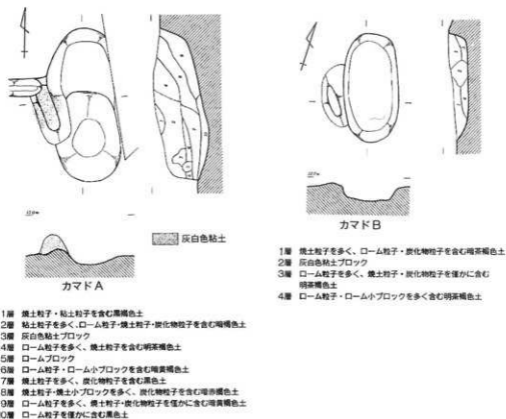 灰白色粘土
カマドA
1層 焼土粒子・粘土粒子を含む黒褐色土
2層 粘土粒子を多く、ローム粒子・焼土粒子・炭化物粒子を含む暗褐色土
3層 灰白色粘土ブロック
4層 ローム粒子を多く、焼土粒子を含む明茶褐色土
5層 ロームブロック
6層 ローム粒子・ローム小ブロックを含む暗黄褐色土
7層 焼土粒子を多く、炭化物粒子を含む黒色土
8層 焼土粒子・焼土小ブロックを多く、炭化物粒子を含む暗赤褐色土
9層 ローム粒子を多く、焼土粒子・炭化物粒子を僅かに含む暗黄褐色土
0層 ローム粒子を僅かに含む黒色土
カマドB
1層 焼土粒子を多く、ローム粒子・炭化物粒子を含む暗茶褐色土
2層 灰白色粘土ブロック
3層 ローム粒子を多く、焼土粒子・炭化粒子を僅かに含む
明茶褐色土
4層 ローム粒子・ローム小ブロックを多く含む明茶褐色土